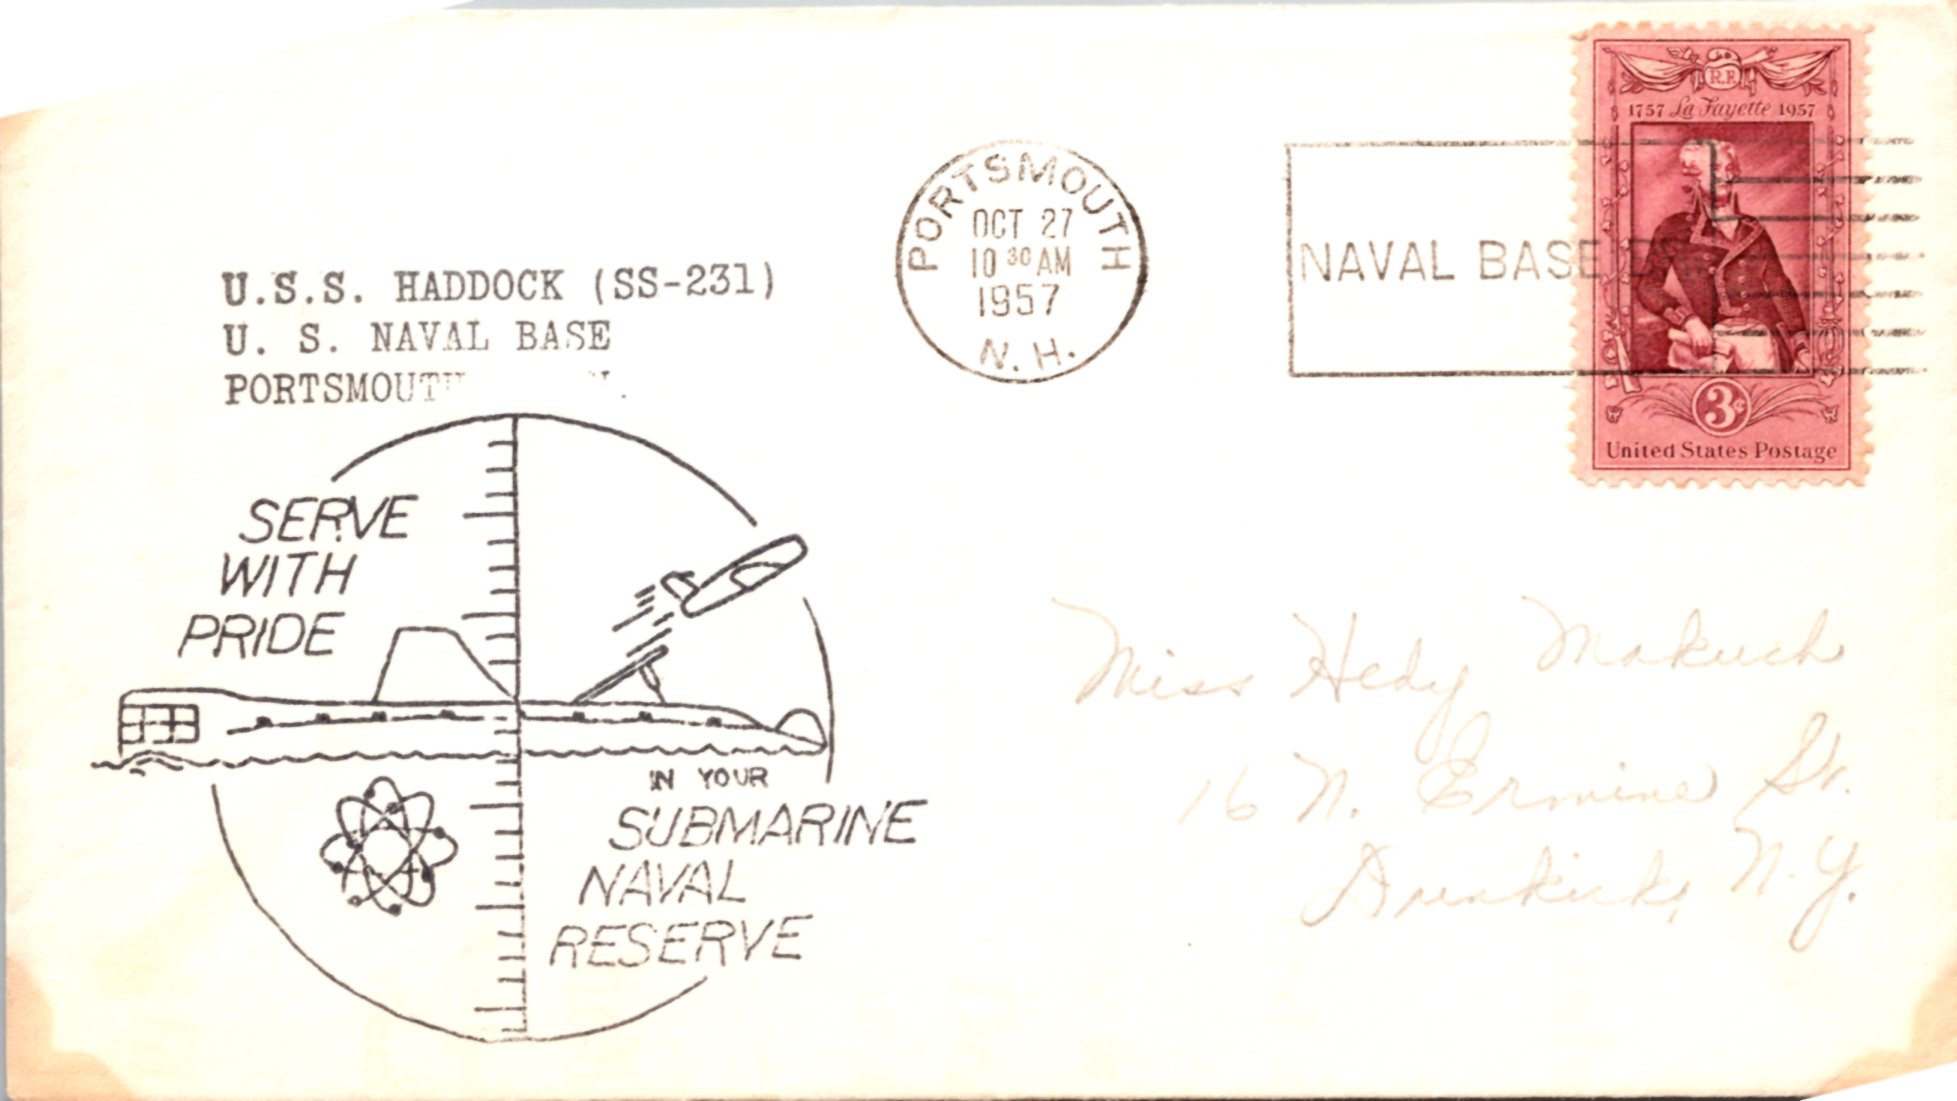 U.S.S. HADDOCK (SS-231)
U. S. NAVAL BASE
PORTSMOUTH N.
PORTSMOUTH
OCT 27
10 30 AM
1957
N. H.
NAVAL BASE
R.F.
1757 La Fayette 1957
3¢
United States Postage
SERVE
WITH
PRIDE
IN YOUR
SUBMARINE
NAVAL
RESERVE
Miss Hedy Makuch
16 N. Ermine St.
Dunkirk, N.Y.